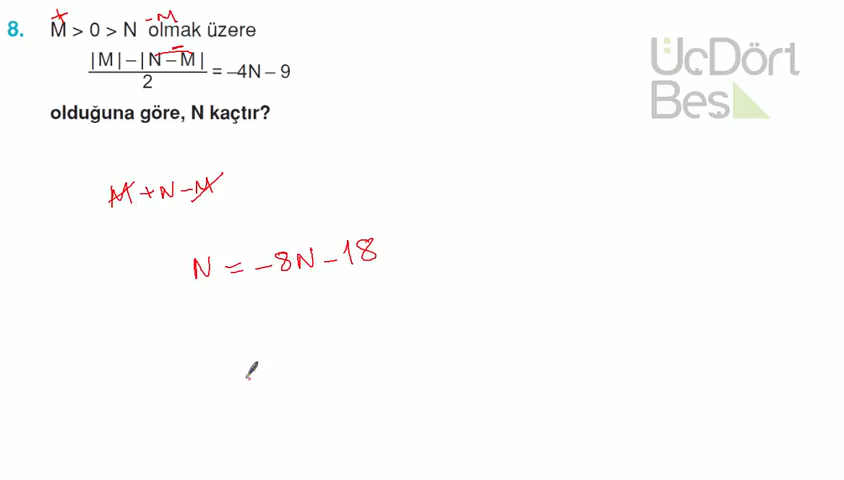 8. M > 0 > N olmak üzere
+ -M
|M| – |N – M|
2
= –4N – 9
-
olduğuna göre, N kaçtır?
ÜçDört
Beş
M + N - M
N = -8N - 18